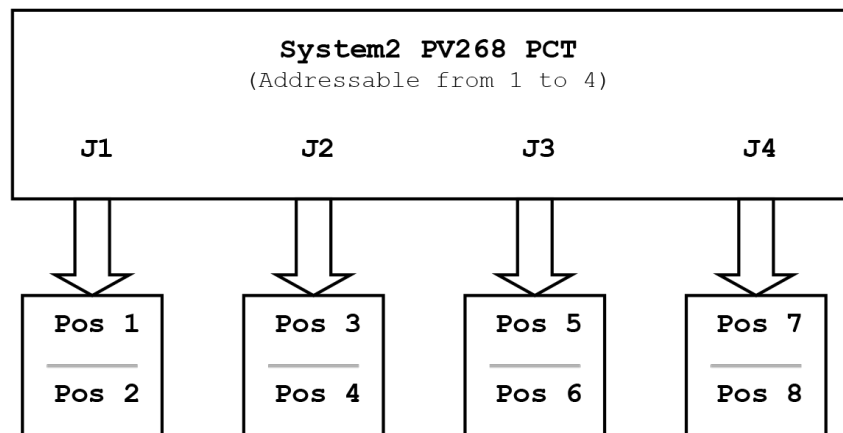 System2 PV268 PCT
(Addressable from 1 to 4)
J1 J2 J3 J4
Pos 1 Pos 3 Pos 5 Pos 7
Pos 2 Pos 4 Pos 6 Pos 8